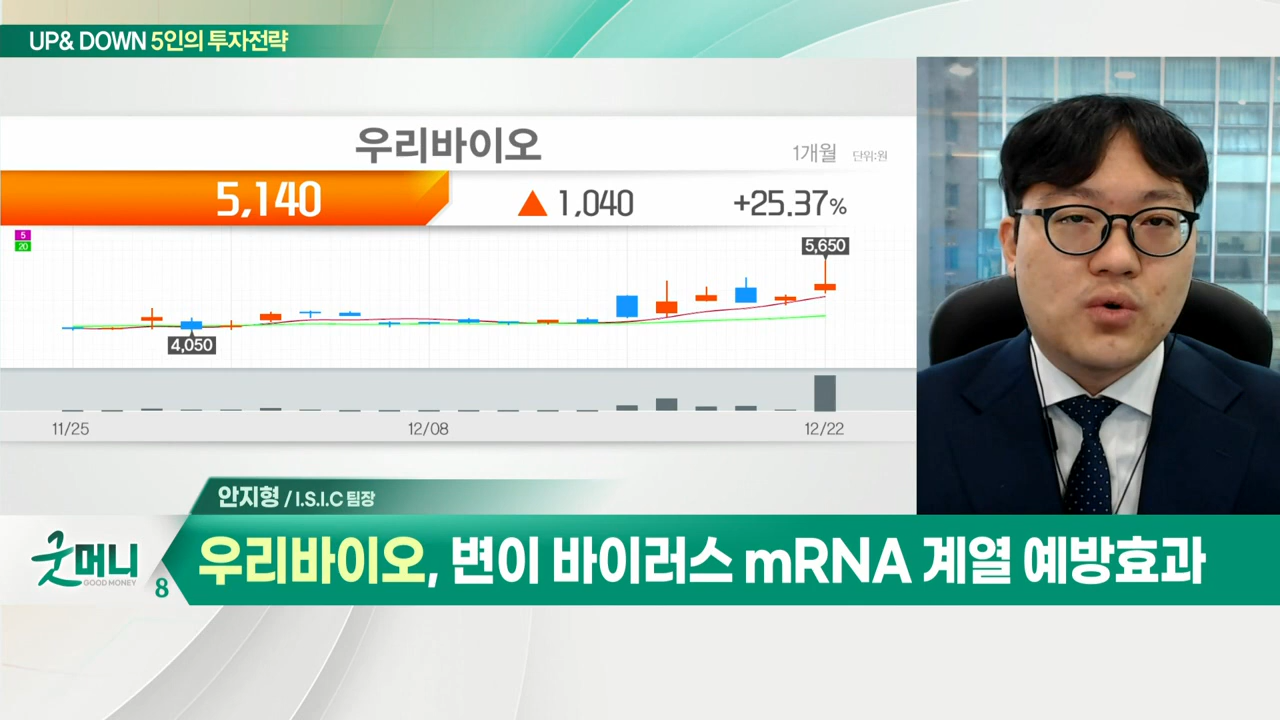 UP& DOWN 5인의 투자전략
우리바이오
1개월 단위:원
5,140 ▲ 1,040 +25.37%
5
20
5,650
4,050
11/25 12/08 12/22
안지형 / I.S.I.C 팀장
굿머니
GOOD MONEY
8
우리바이오, 변이 바이러스 mRNA 계열 예방효과